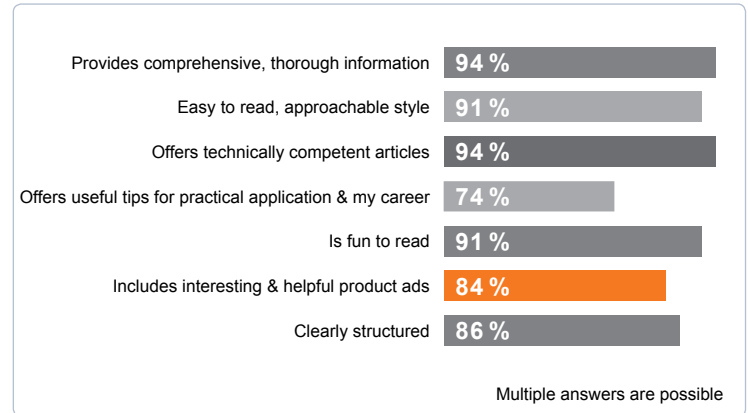 Provides comprehensive, thorough information 94 %
Easy to read, approachable style 91 %
Offers technically competent articles 94 %
Offers useful tips for practical application & my career 74 %
Is fun to read 91 %
Includes interesting & helpful product ads 84 %
Clearly structured 86 %
Multiple answers are possible